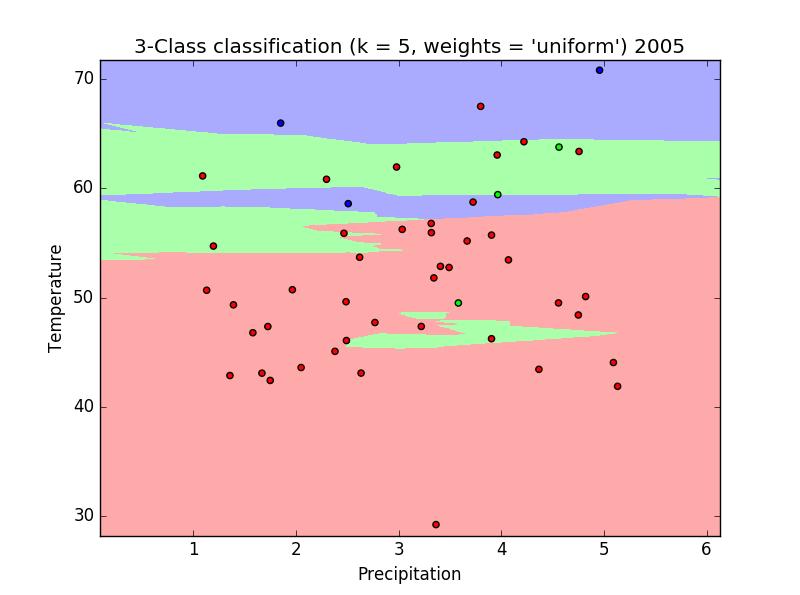 3-Class classification (k = 5, weights = 'uniform') 2005
70
60
50
40
30
Temperature
1 2 3 4 5 6
Precipitation